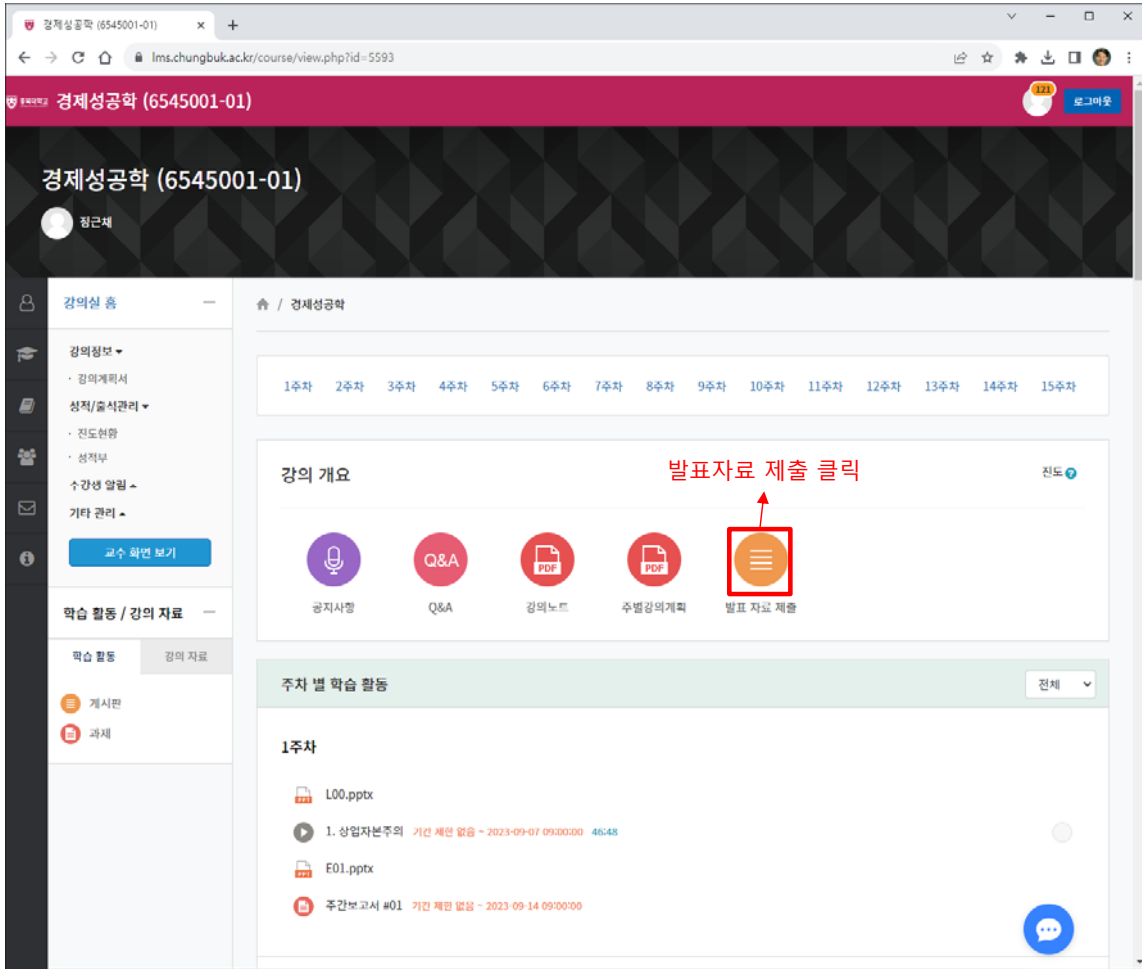 경제성공학 (6545001-01)
lms.chungbuk.ac.kr/course/view.php?id=5593
경제성공학 (6545001-01)
121
로그아웃
경제성공학 (6545001-01)
정근채
강의실 홈
/ 경제성공학
강의정보
· 강의계획서
성적/출석관리
· 진도현황
· 성적부
수강생 알림
기타 관리
교수 화면 보기
1주차 2주차 3주차 4주차 5주차 6주차 7주차 8주차 9주차 10주차 11주차 12주차 13주차 14주차 15주차
강의 개요
발표자료 제출 클릭
진도
Q&A
PDF
PDF
공지사항 Q&A 강의노트 주별강의계획 발표 자료 제출
학습 활동 / 강의 자료
학습 활동 강의 자료
게시판
과제
주차 별 학습 활동
전체
1주차
L00.pptx
1. 상업자본주의 기간 제한 없음 ~ 2023-09-07 09:00:00 46:48
E01.pptx
주간보고서 #01 기간 제한 없음 ~ 2023-09-14 09:00:00